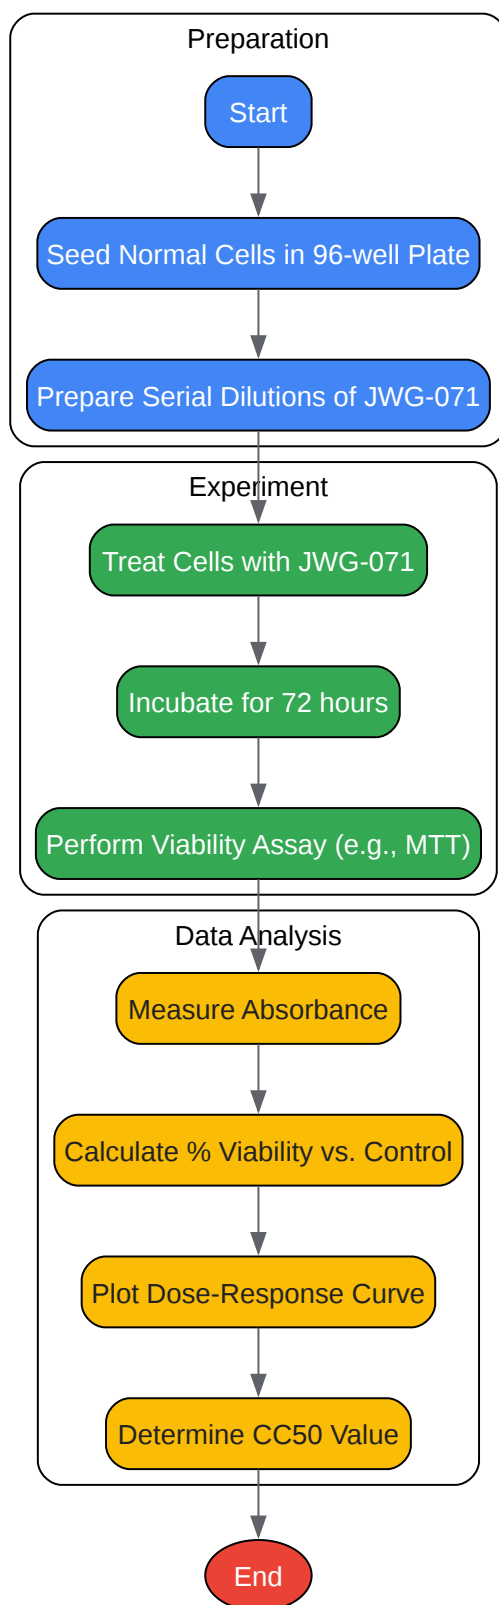 Preparation
Start
Seed Normal Cells in 96-well Plate
Prepare Serial Dilutions of JWG-071
Experiment
Treat Cells with JWG-071
Incubate for 72 hours
Perform Viability Assay (e.g., MTT)
Data Analysis
Measure Absorbance
Calculate % Viability vs. Control
Plot Dose-Response Curve
Determine CC50 Value
End